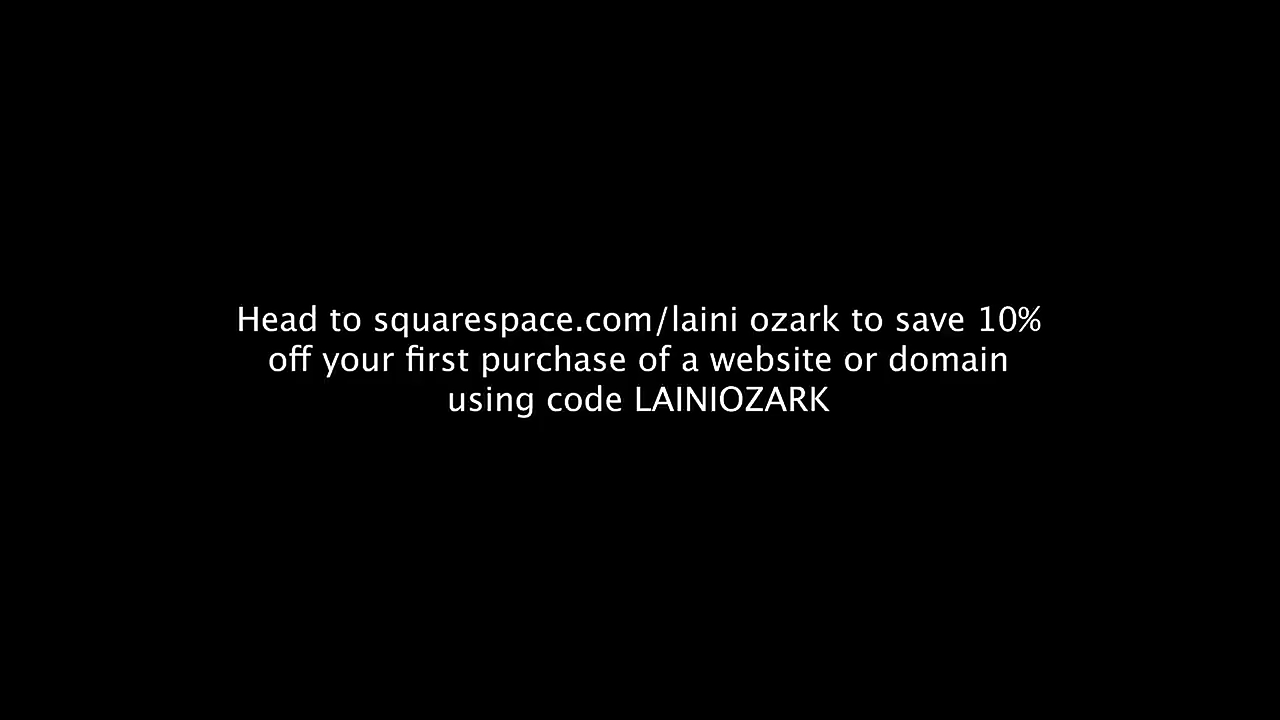 Head to squarespace.com/laini ozark to save 10%
off your first purchase of a website or domain
using code LAINIOZARK